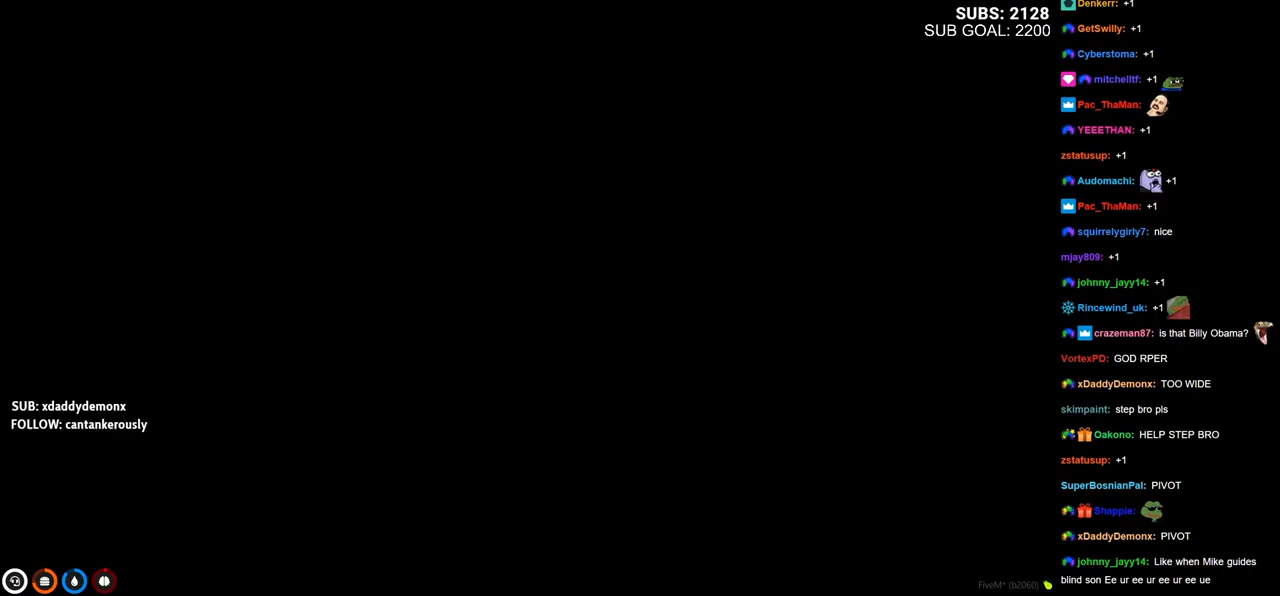 SUBS: 2128
SUB GOAL: 2200
Denkerr: +1
GetSwilly: +1
Cyberstoma: +1
mitchelltf: +1
Pac_ThaMan:
YEEETHAN: +1
zstatusup: +1
Audomachi: +1
Pac_ThaMan: +1
squirrelygirly7: nice
mjay809: +1
johnny_jayy14: +1
Rincewind_uk: +1
crazeman87: is that Billy Obama?
VortexPD: GOD RPER
xDaddyDemonx: TOO WIDE
skimpaint: step bro pls
Oakono: HELP STEP BRO
zstatusup: +1
SuperBosnianPal: PIVOT
Shappie:
xDaddyDemonx: PIVOT
johnny_jayy14: Like when Mike guides
blind son Ee ur ee ur ee ur ee ue
SUB: xdaddydemonx
FOLLOW: cantankerously
FiveM* (b2060)